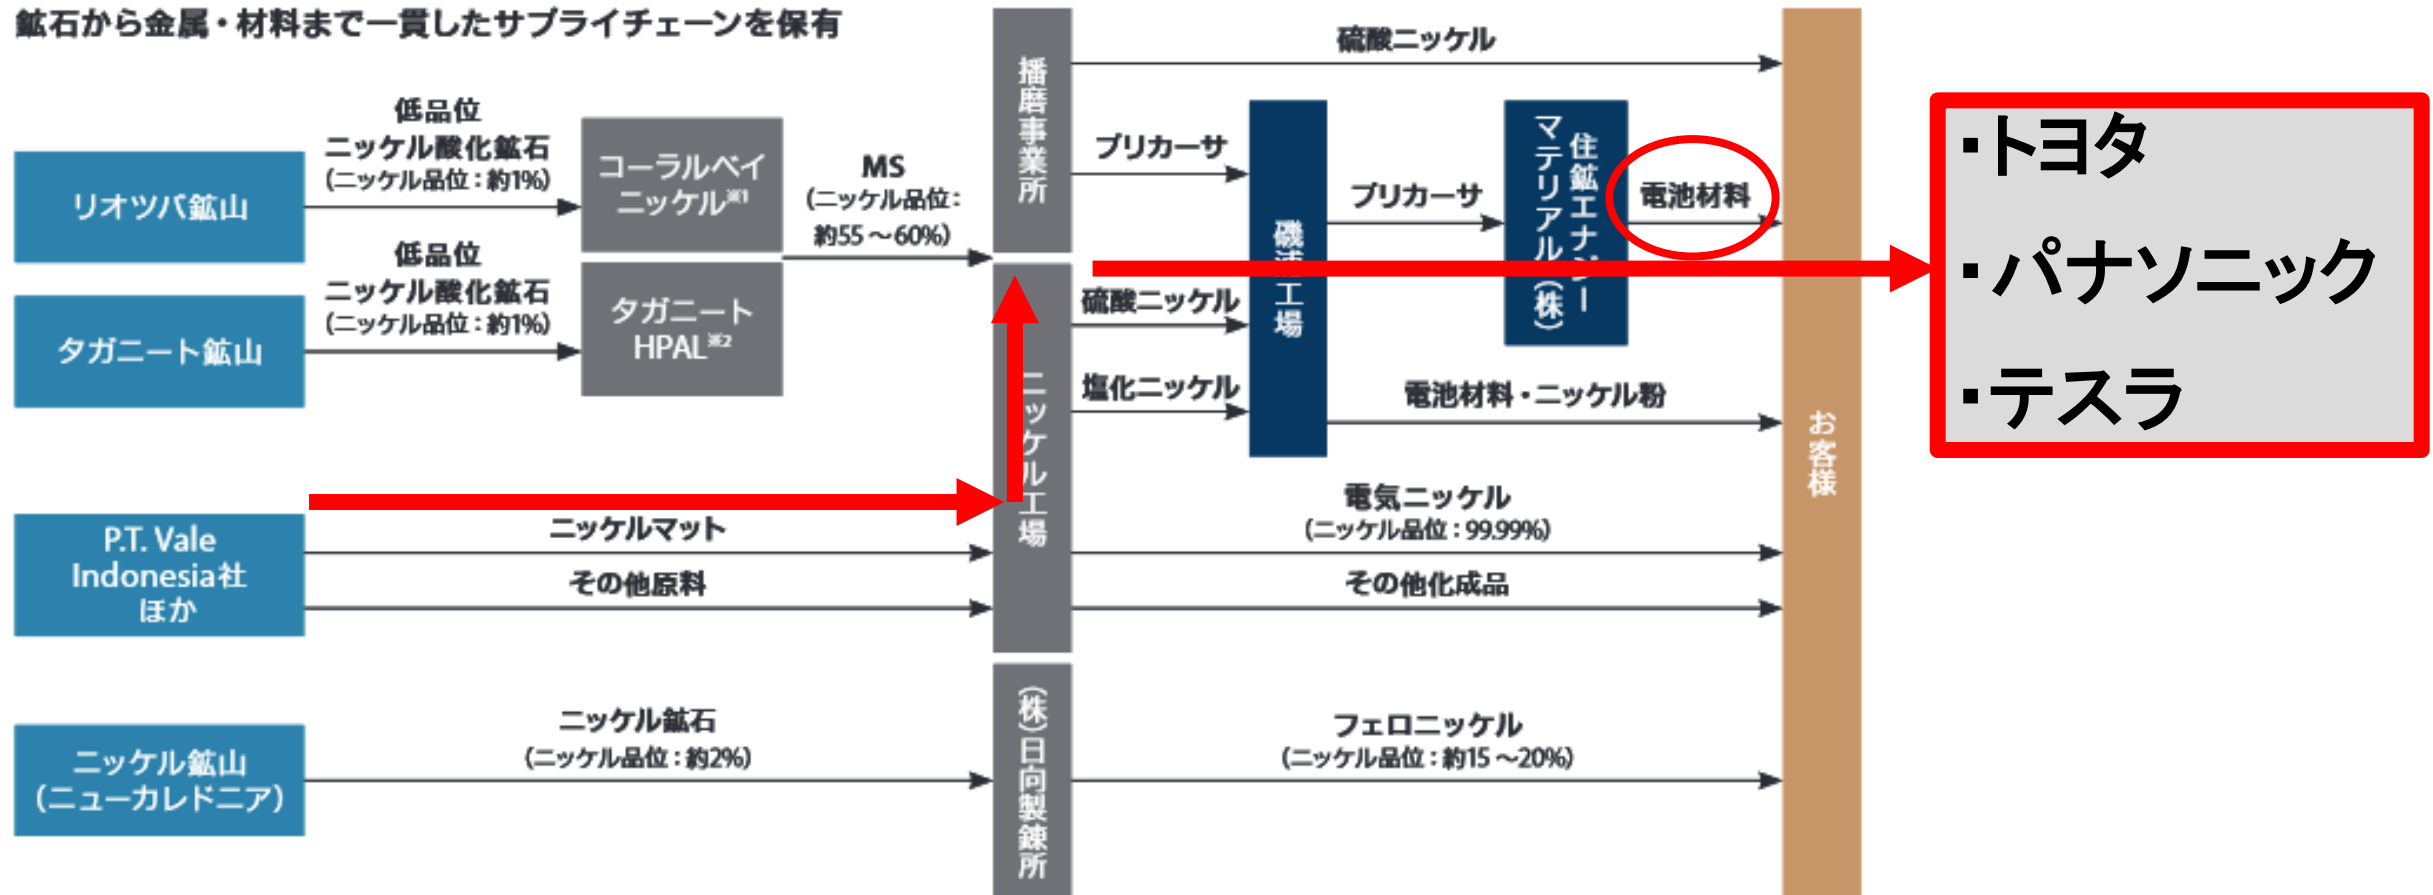 鉱石から金属・材料まで一貫したサプライチェーンを保有
リオツバ鉱山
低品位
ニッケル酸化鉱石
(ニッケル品位:約1%)
コーラルベイ
ニッケル※1
タガニート鉱山
低品位
ニッケル酸化鉱石
(ニッケル品位:約1%)
タガニート
HPAL※2
MS
(ニッケル品位:
約55~60%)
P.T. Vale
Indonesia社
ほか
ニッケルマット
その他原料
ニッケル鉱山
(ニューカレドニア)
ニッケル鉱石
(ニッケル品位:約2%)
播磨事業所
ニッケル工場
(株)日向製錬所
硫酸ニッケル
プリカーサ
硫酸ニッケル
塩化ニッケル
磯浦工場
プリカーサ
住鉱エナジー
マテリアル(株)
電池材料
電池材料・ニッケル粉
電気ニッケル
(ニッケル品位:99.99%)
その他化成品
フェロニッケル
(ニッケル品位:約15~20%)
お客様
・トヨタ
・パナソニック
・テスラ